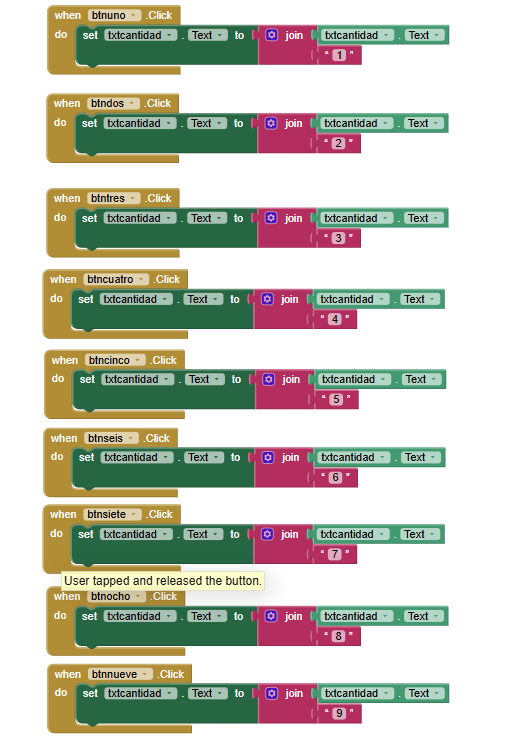 when btnuno .Click
do set txtcantidad . Text to join txtcantidad . Text
" 1 "
when btndos .Click
do set txtcantidad . Text to join txtcantidad . Text
" 2 "
when btntres .Click
do set txtcantidad . Text to join txtcantidad . Text
" 3 "
when btncuatro .Click
do set txtcantidad . Text to join txtcantidad . Text
" 4 "
when btncinco .Click
do set txtcantidad . Text to join txtcantidad . Text
" 5 "
when btnseis .Click
do set txtcantidad . Text to join txtcantidad . Text
" 6 "
when btnsiete .Click
do set txtcantidad . Text to join txtcantidad . Text
" 7 "
User tapped and released the button.
when btnocho .Click
do set txtcantidad . Text to join txtcantidad . Text
" 8 "
when btnnueve .Click
do set txtcantidad . Text to join txtcantidad . Text
" 9 "